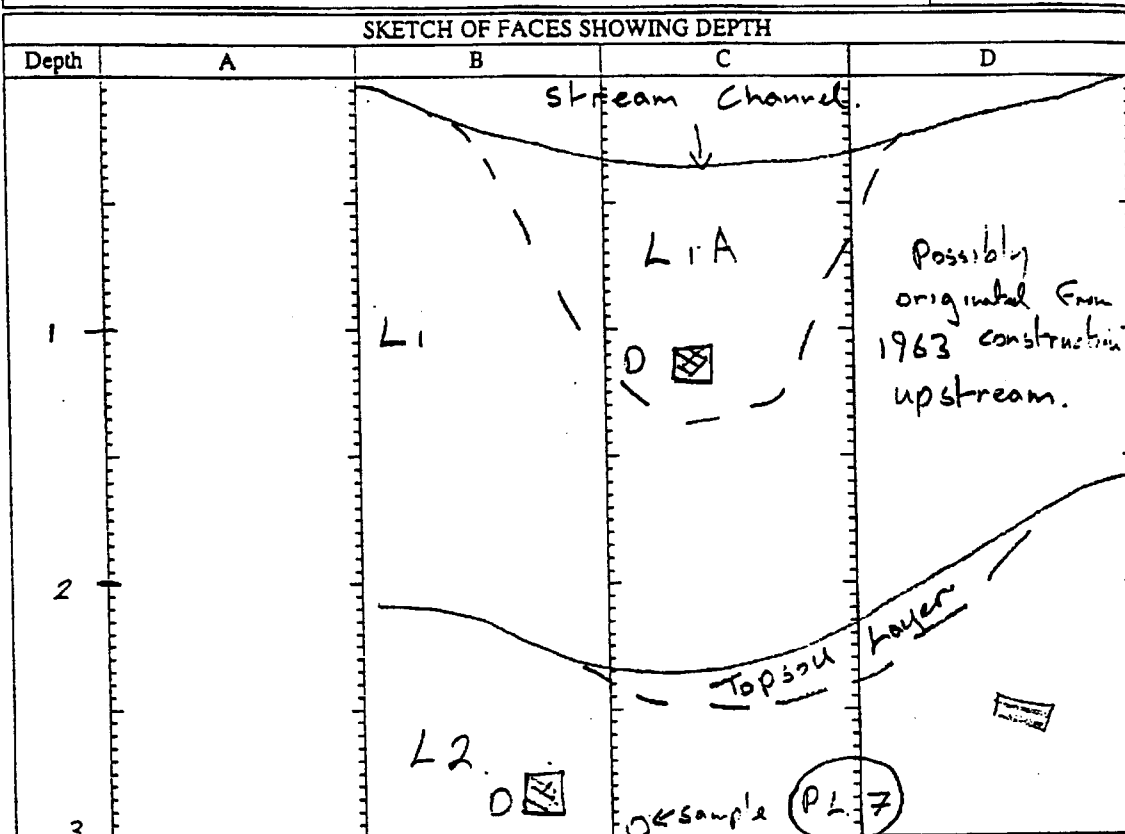 SKETCH OF FACES SHOWING DEPTH
Depth A B C D
Stream Channel.
L1A
Possibly
originated from
1963 construction
upstream.
1
L1
D
2
Topsoil Layer
L2.
D
D sample P.L.7
3